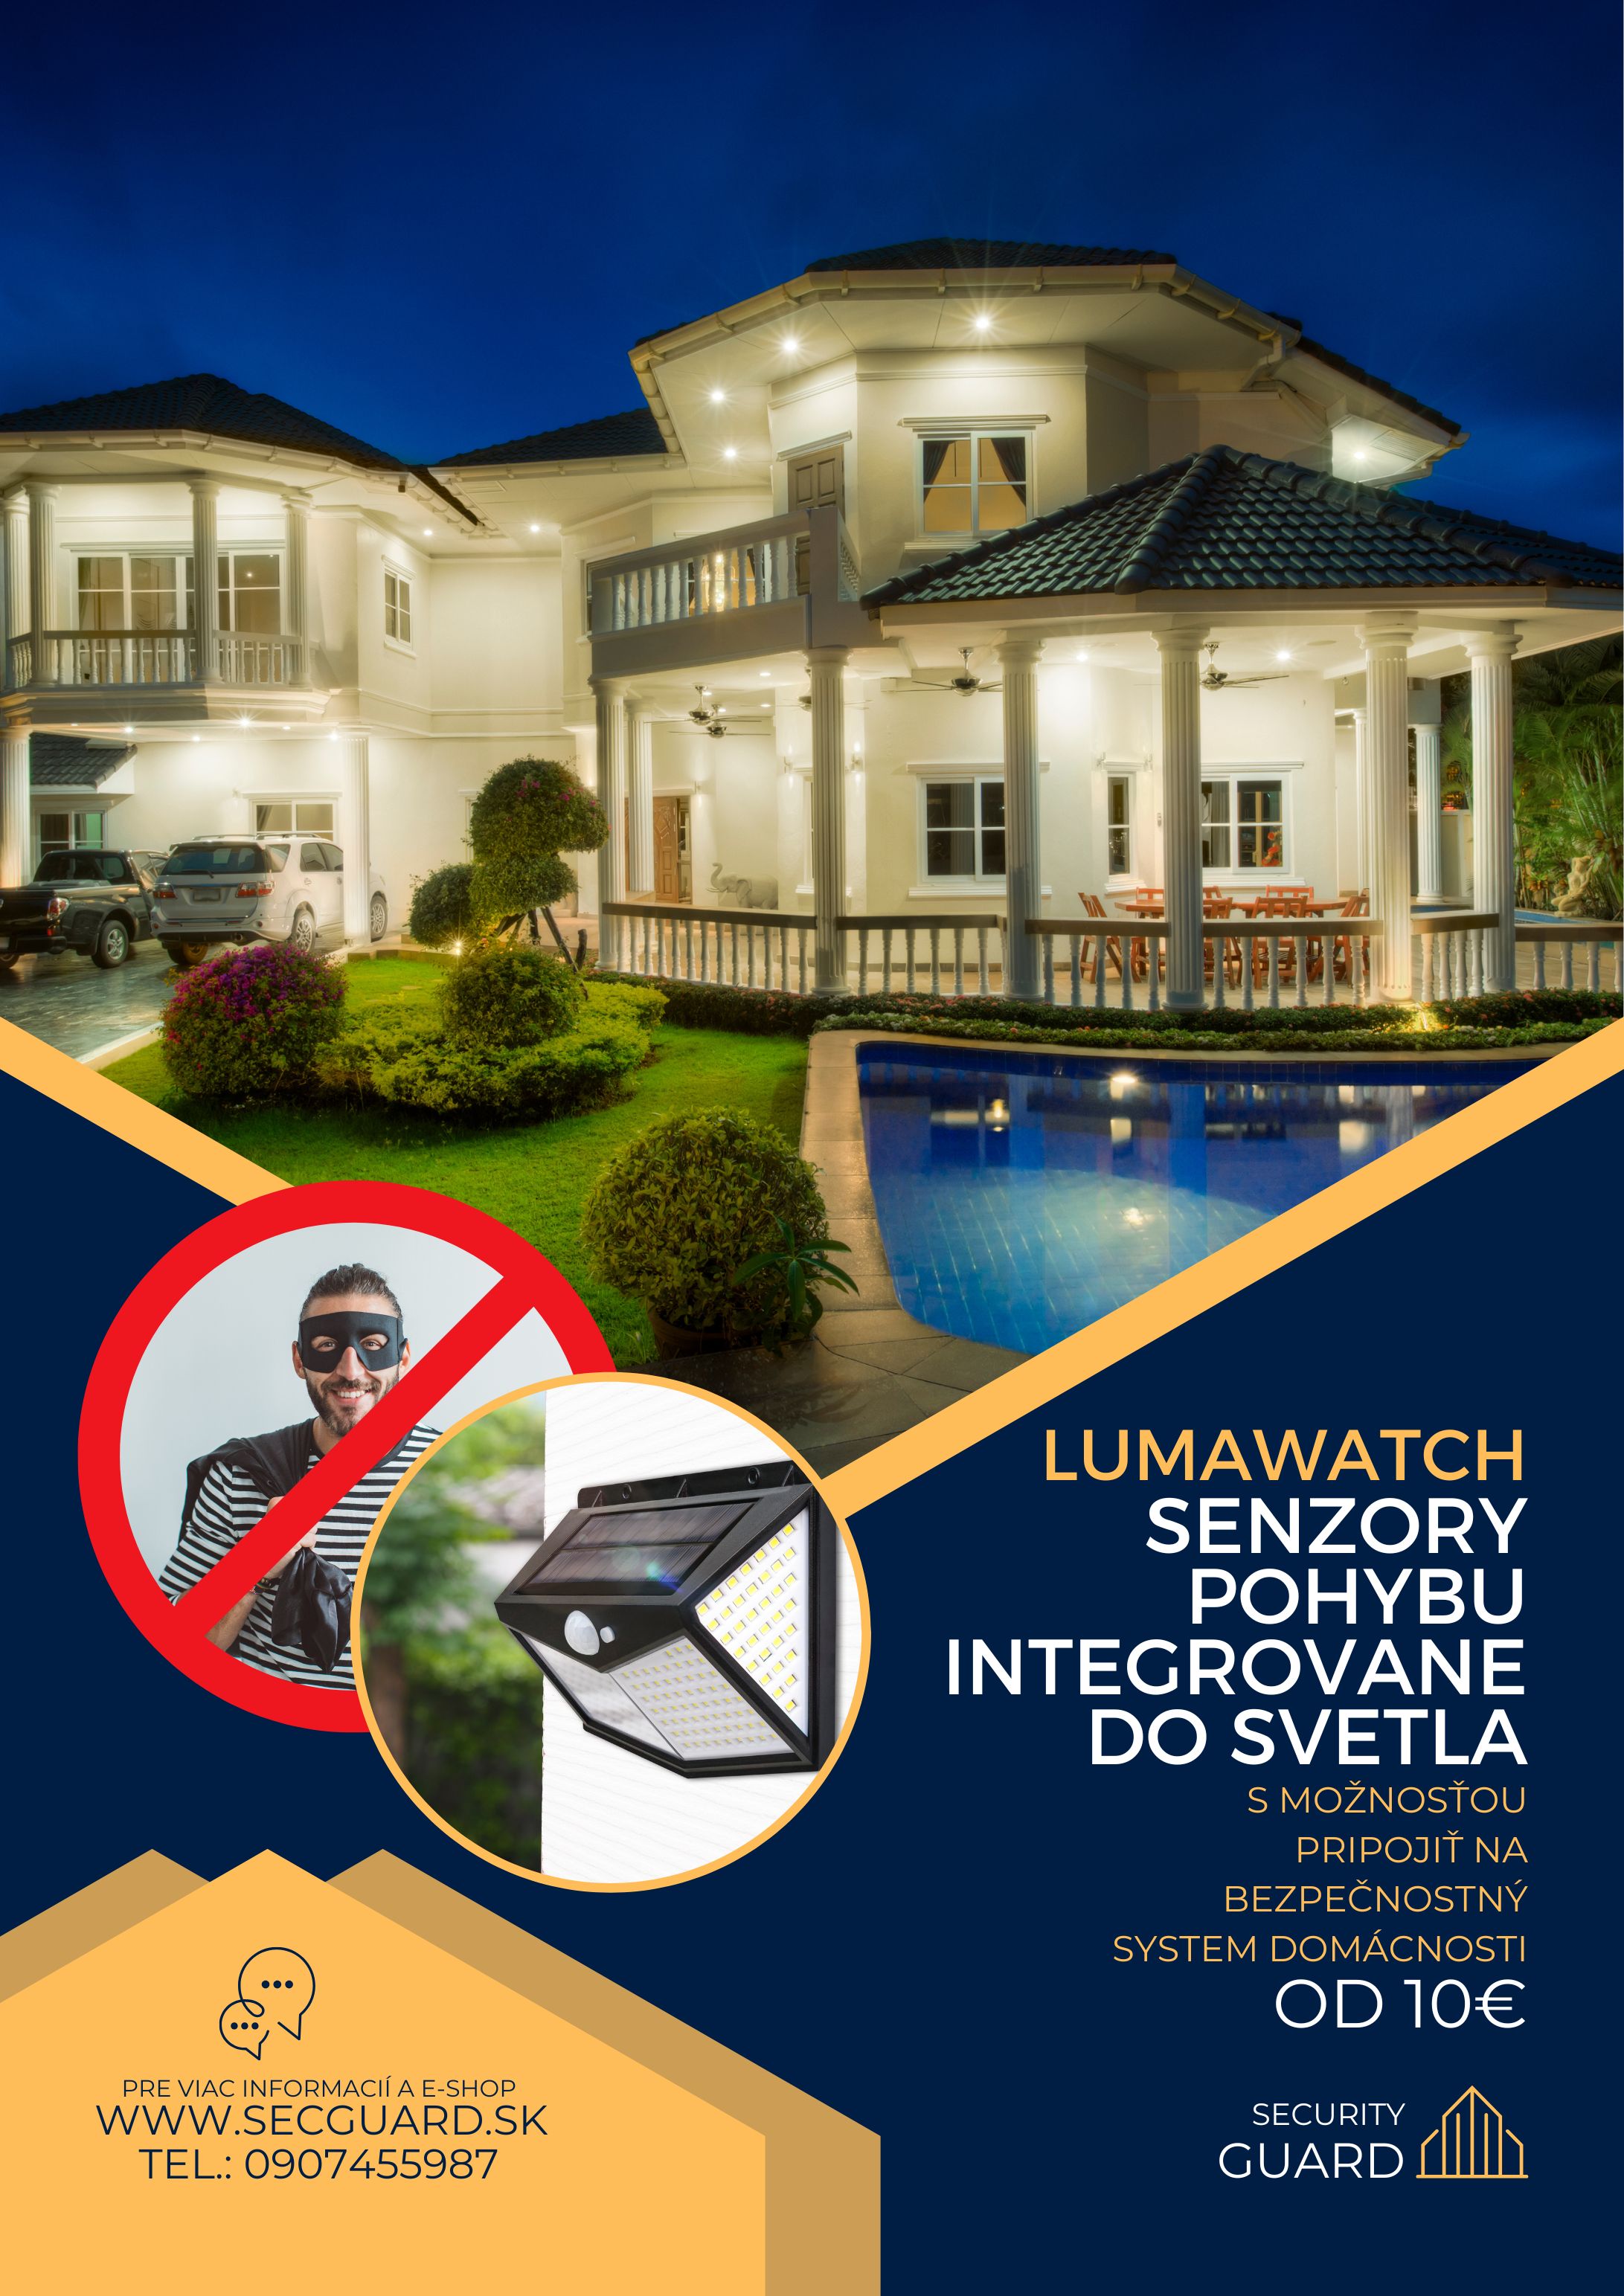 LUMAWATCH
SENZORY
POHYBU
INTEGROVANE
DO SVETLA
S MOŽNOSŤOU
PRIPOJIŤ NA
BEZPEČNOSTNÝ
SYSTEM DOMÁCNOSTI
OD 10€
PRE VIAC INFORMACIÍ A E-SHOP
WWW.SECGUARD.SK
TEL.: 0907455987
SECURITY
GUARD